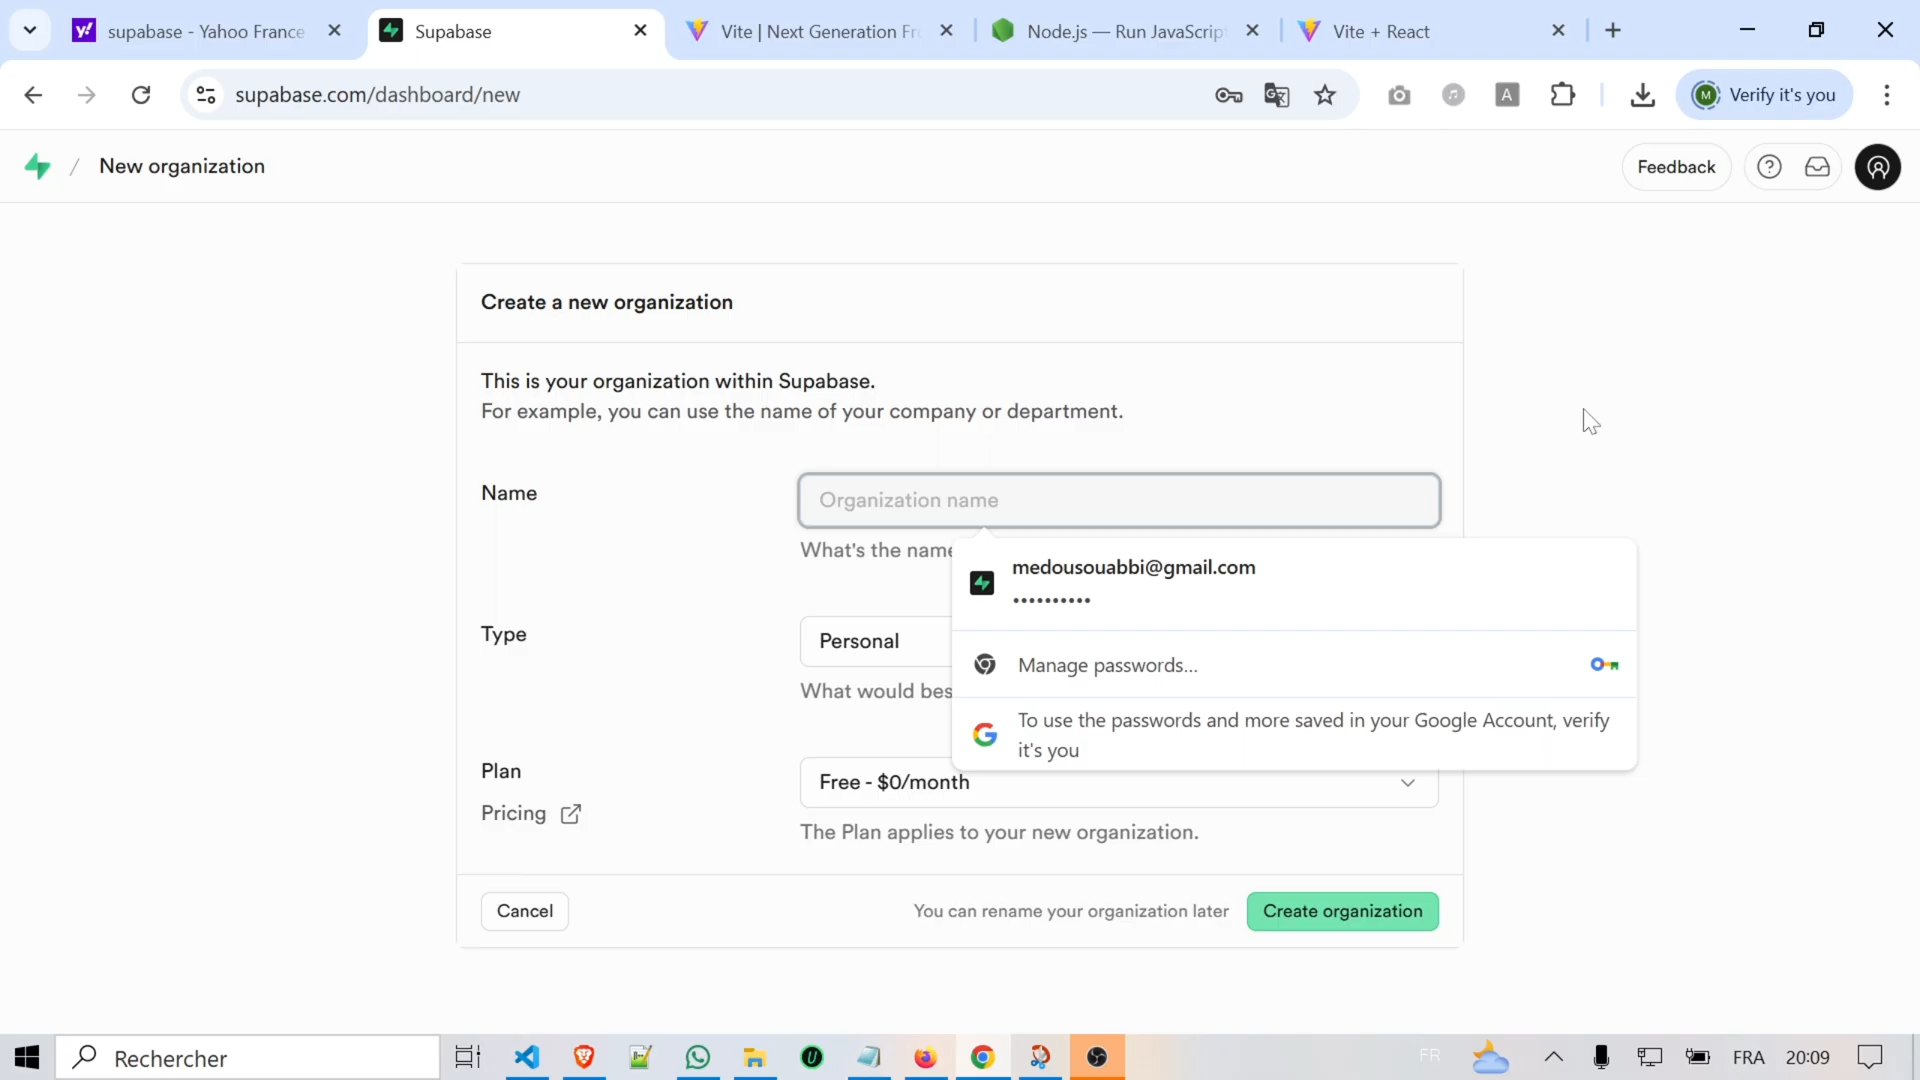 supabase - Yahoo France
Supabase
Vite | Next Generation Fr
Node.js — Run JavaScrip
Vite + React
supabase.com/dashboard/new
A
M
Verify it's you
/ New organization
Feedback
Create a new organization
This is your organization within Supabase.
For example, you can use the name of your company or department.
Name
Organization name
What's the name
medousouabbi@gmail.com
••••••••••
Type
Personal
Manage passwords...
What would bes
To use the passwords and more saved in your Google Account, verify
it's you
Plan
Free - $0/month
Pricing
The Plan applies to your new organization.
Cancel
You can rename your organization later
Create organization
Rechercher
FR
FRA
20:09